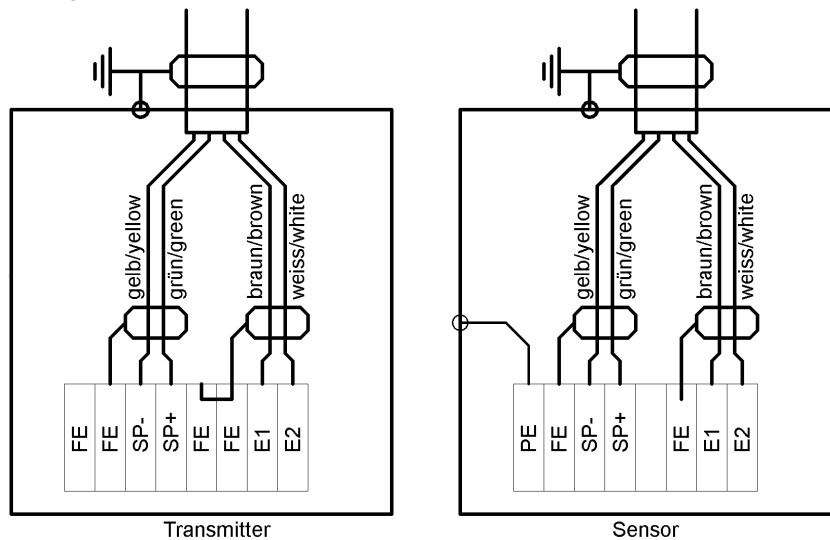 gelb/yellow
grün/green
braun/brown
weiss/white
FE
FE
SP-
SP+
FE
FE
E1
E2
Transmitter
gelb/yellow
grün/green
braun/brown
weiss/white
PE
FE
SP-
SP+
FE
E1
E2
Sensor